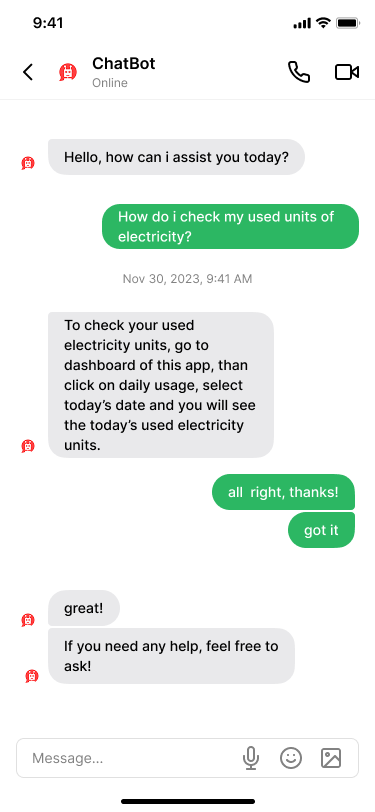 9:41
ChatBot
Online
Hello, how can i assist you today?
How do i check my used units of
electricity?
Nov 30, 2023, 9:41 AM
To check your used
electricity units, go to
dashboard of this app, than
click on daily usage, select
today’s date and you will see
the today’s used electricity
units.
all  right, thanks!
got it
great!
If you need any help, feel free to
ask!
Message...